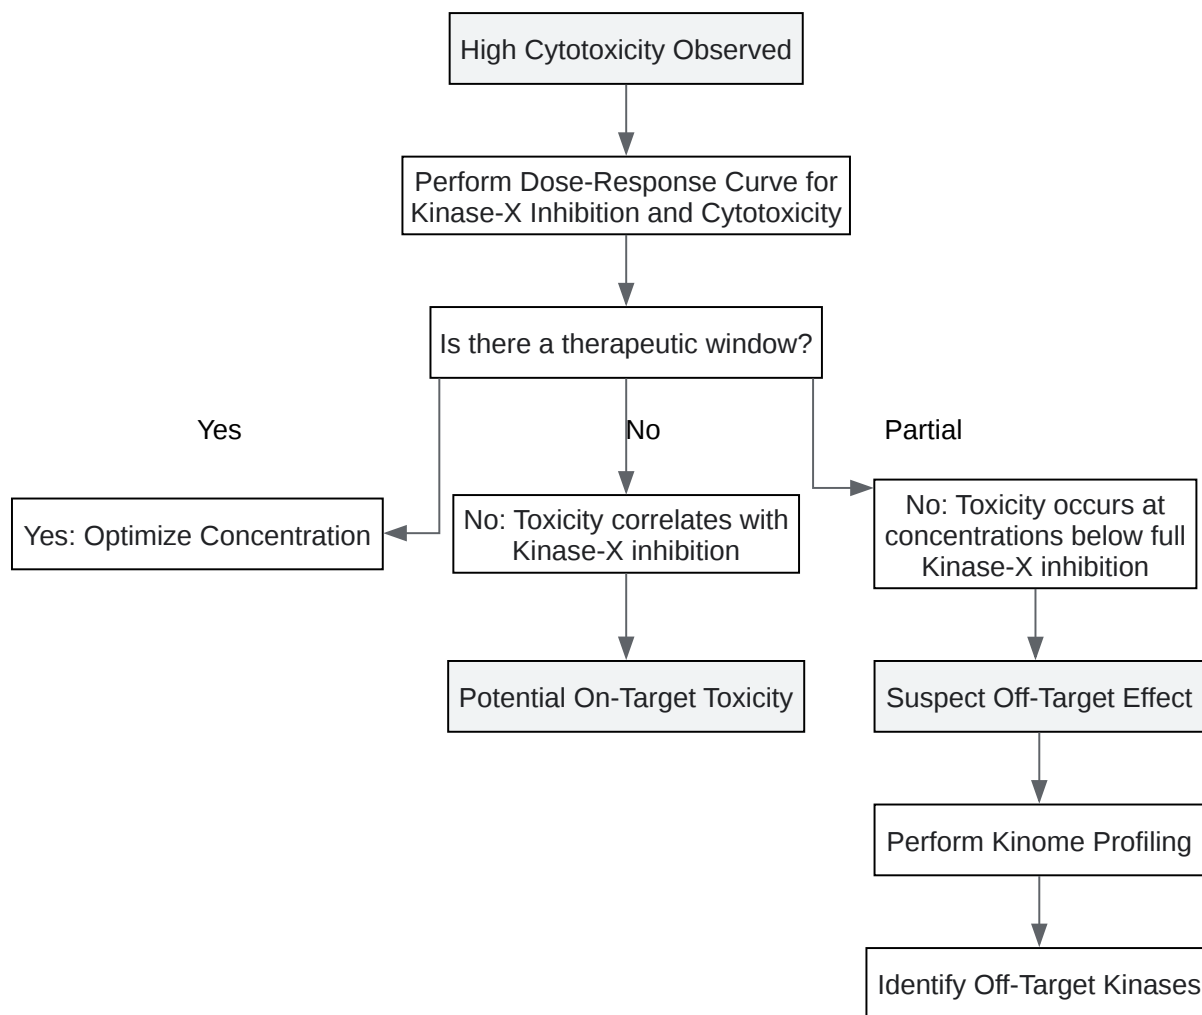 High Cytotoxicity Observed
Perform Dose-Response Curve for
Kinase-X Inhibition and Cytotoxicity
Is there a therapeutic window?
Yes
No
Partial
Yes: Optimize Concentration
No: Toxicity correlates with
Kinase-X inhibition
No: Toxicity occurs at
concentrations below full
Kinase-X inhibition
Potential On-Target Toxicity
Suspect Off-Target Effect
Perform Kinome Profiling
Identify Off-Target Kinases